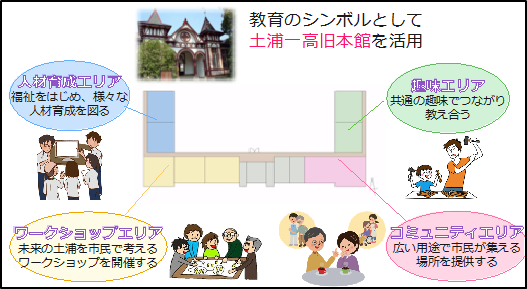 教育のシンボルとして
土浦一高旧本館を活用
人材育成エリア
福祉をはじめ、様々な
人材育成を図る
趣味エリア
共通の趣味でつながり
教え合う
ワークショップエリア
未来の土浦を市民で考える
ワークショップを開催する
コミュニティエリア
広い用途で市民が集える
場所を提供する